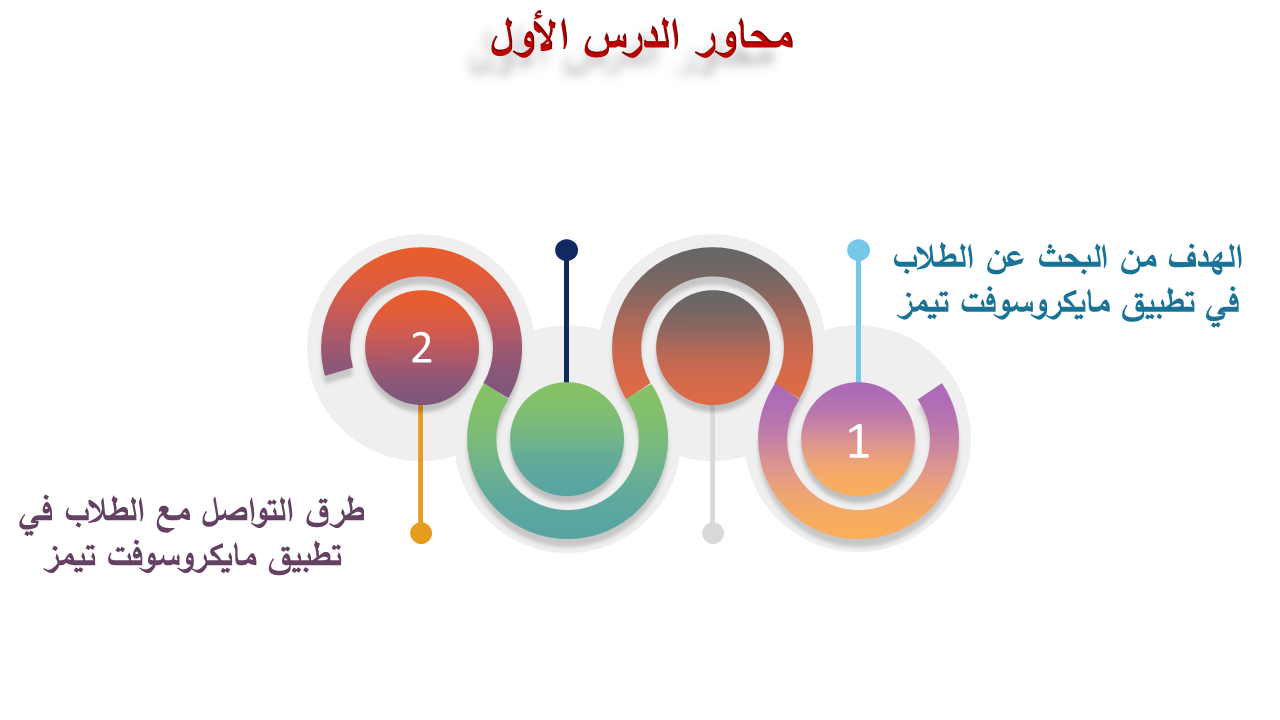 محاور الدرس الأول
الهدف من البحث عن الطلاب
في تطبيق مايكروسوفت تيمز
1
2
طرق التواصل مع الطلاب في
تطبيق مايكروسوفت تيمز